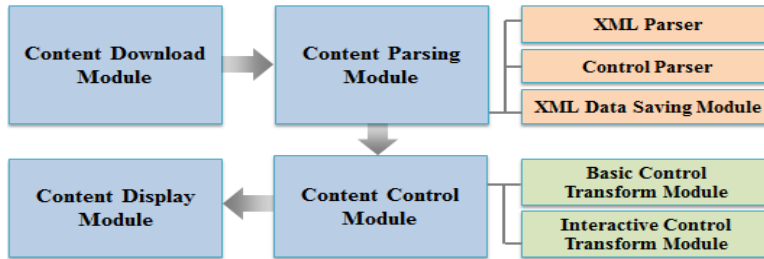 Content Download
Module
Content Parsing
Module
XML Parser
Control Parser
XML Data Saving Module
Content Display
Module
Content Control
Module
Basic Control
Transform Module
Interactive Control
Transform Module